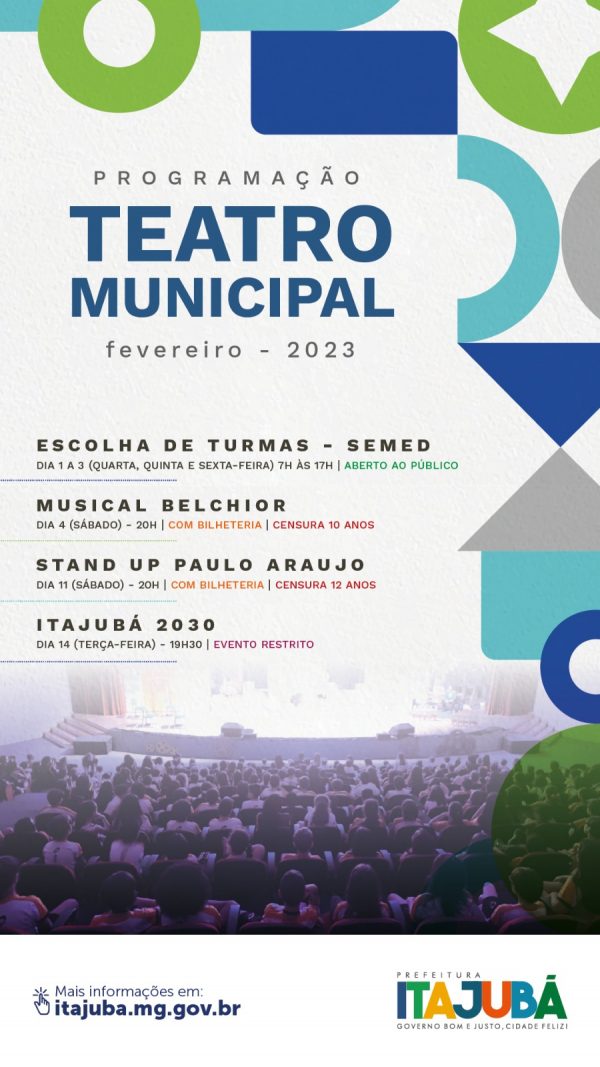 PROGRAMAÇÃO
TEATRO
MUNICIPAL
fevereiro - 2023
ESCOLHA DE TURMAS - SEMED
DIA 1 A 3 (QUARTA, QUINTA E SEXTA-FEIRA) 7H ÀS 17H | ABERTO AO PÚBLICO
MUSICAL BELCHIOR
DIA 4 (SÁBADO) - 20H | COM BILHETERIA | CENSURA 10 ANOS
STAND UP PAULO ARAUJO
DIA 11 (SÁBADO) - 20H | COM BILHETERIA | CENSURA 12 ANOS
ITAJUBÁ 2030
DIA 14 (TERÇA-FEIRA) - 19H30 | EVENTO RESTRITO
Mais informações em:
itajuba.mg.gov.br
PREFEITURA
ITAJUBÁ
GOVERNO BOM E JUSTO, CIDADE FELIZ!